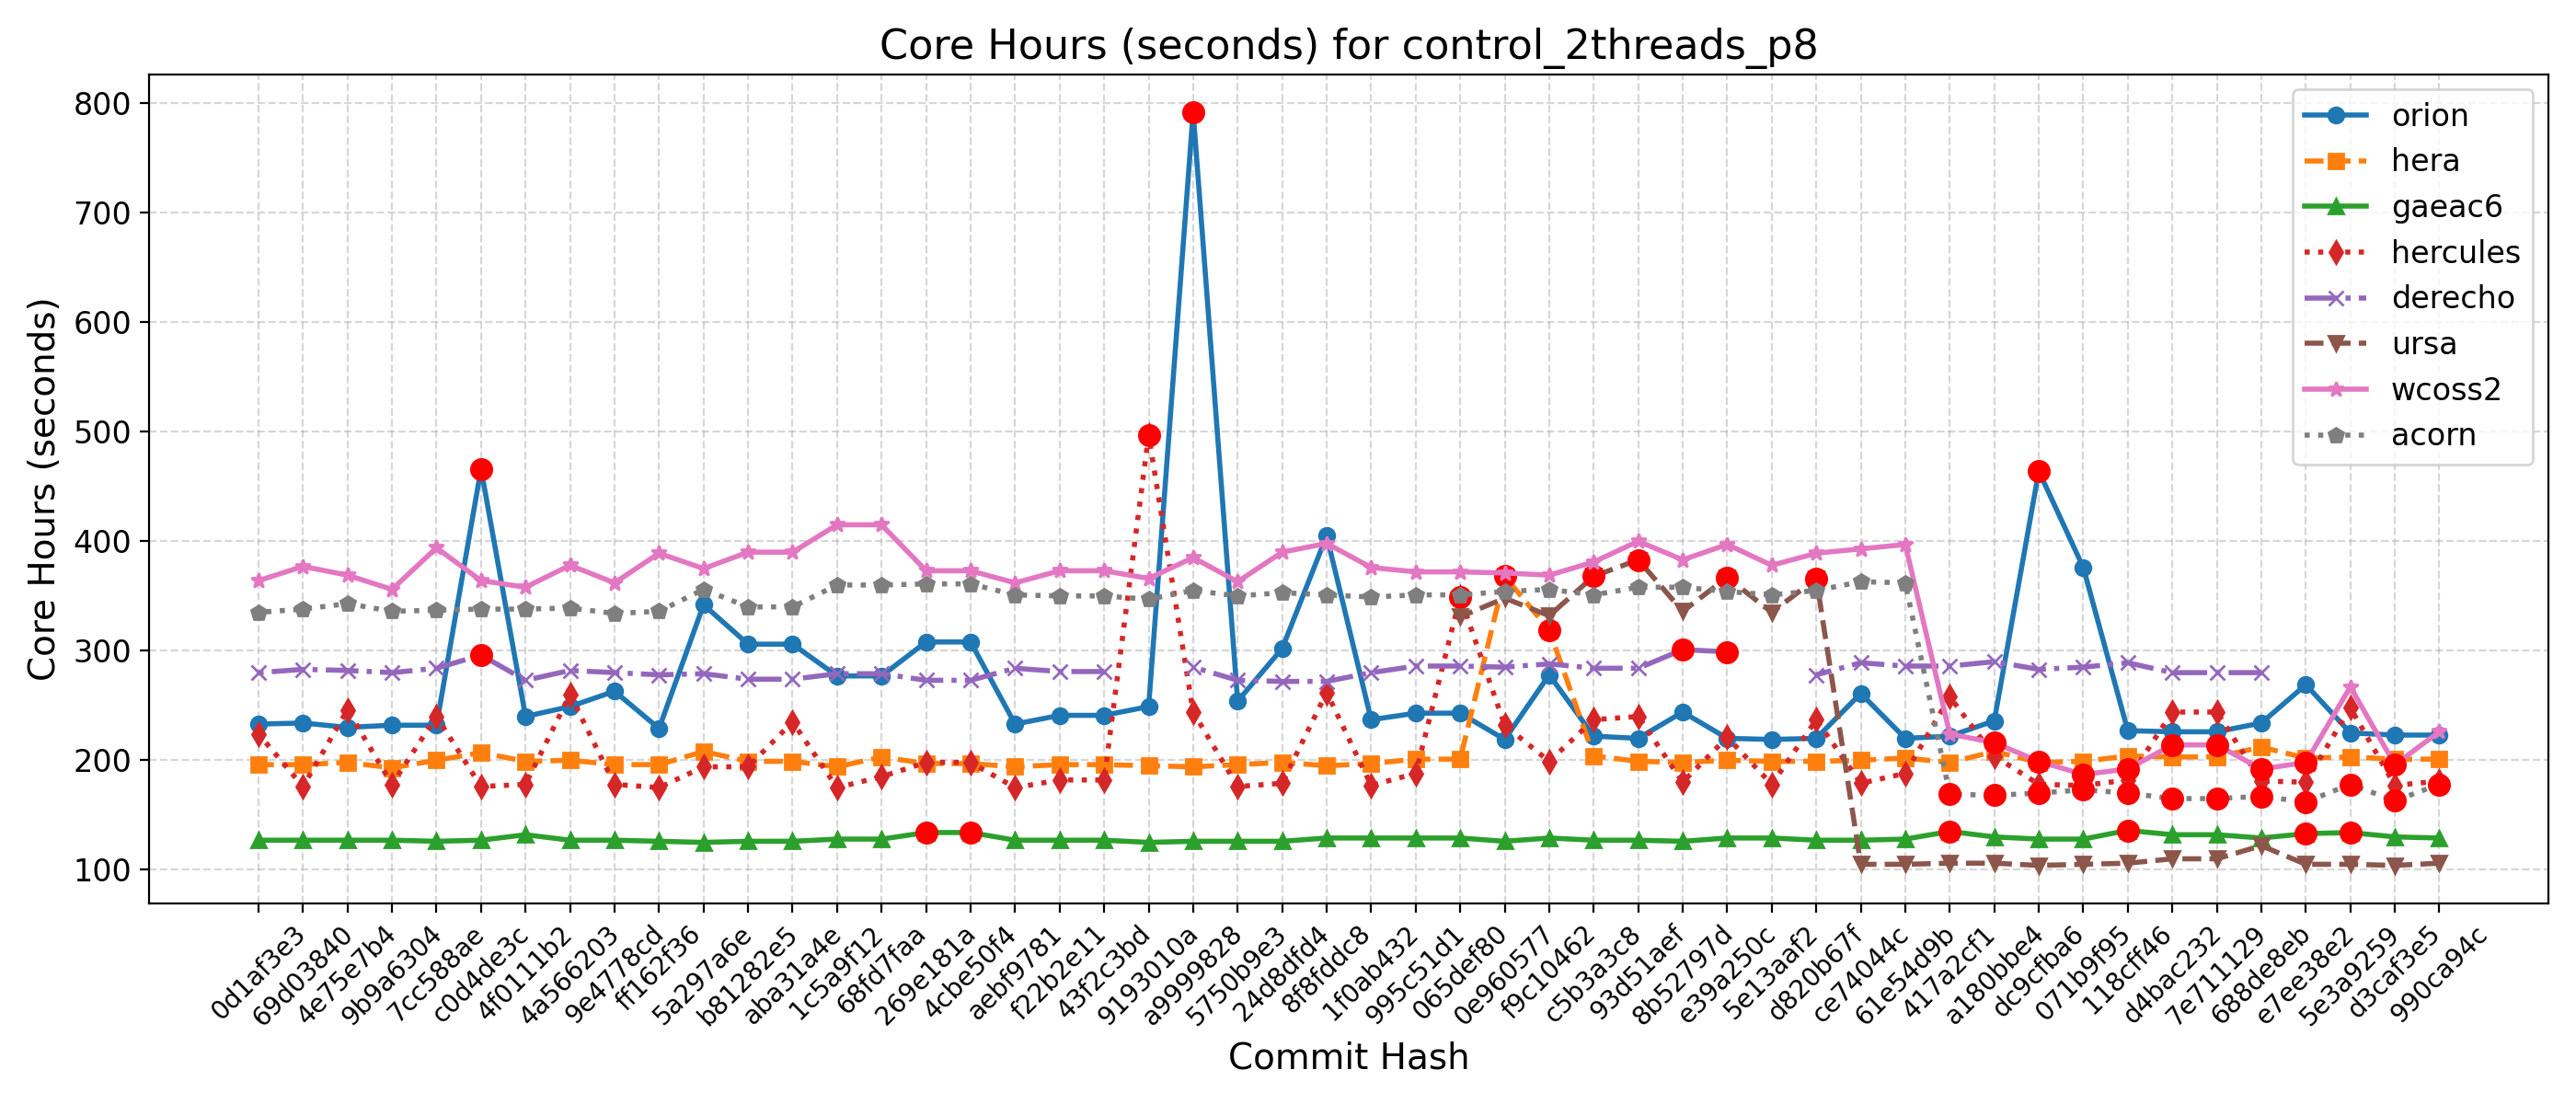 Core Hours (seconds) for control_2threads_p8
Core Hours (seconds)
800
700
600
500
400
300
200
100
orion
hera
gaeac6
hercules
derecho
ursa
wcoss2
acorn
0d1af3e3
69d03840
4e75e7b4
9b9a6304
7cc588ae
c0d4de3c
4f0111b2
4a566203
9e4778cd
ff162f36
5a297a6e
b81282e5
aba31a4e
1c5a9f12
68fd7faa
269e181a
4cbe50f4
aebf9781
f22b2e11
43f2c3bd
9193010a
a9999828
5750b9e3
24d8dfd4
8f8fddc8
1f0ab432
995c51d1
065def80
0e960577
f9c10462
c5b3a3c8
93d51aef
8b52797d
e39a250c
5e13aaf2
d820b67f
ce74044c
61e54d9b
417a2cf1
a180bbe4
dc9cfba6
071b9f95
118cff46
d4bac232
7e711129
688de8eb
e7ee38e2
5e3a9259
d3caf3e5
990ca94c
Commit Hash